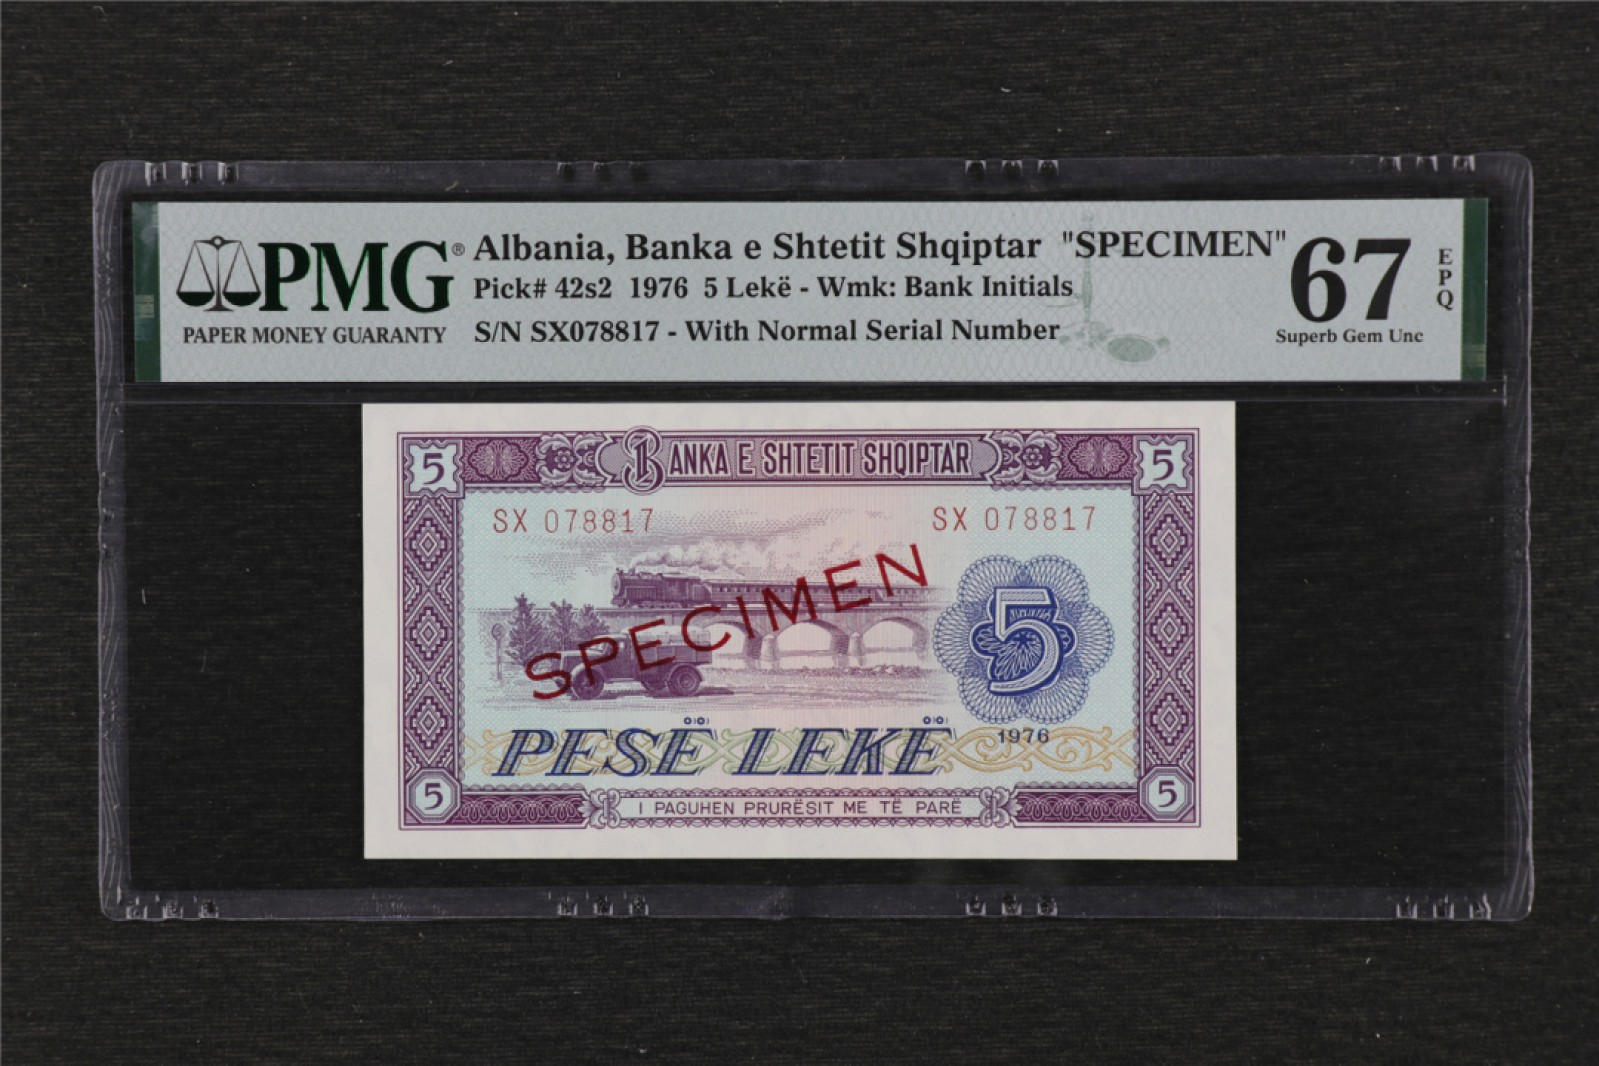 PMG® Albania, Banka e Shtetit Shqiptar "SPECIMEN" 67 EPQ
Pick# 42s2 1976 5 Lekë - Wmk: Bank Initials
PAPER MONEY GUARANTY S/N SX078817 - With Normal Serial Number Superb Gem Unc
5 BANKA E SHTETIT SHQIPTAR 5
SX 078817 SX 078817
SPECIMEN
5
PESË LEKË 1976
5 I PAGUHEN PRURËSIT ME TË PARË 5